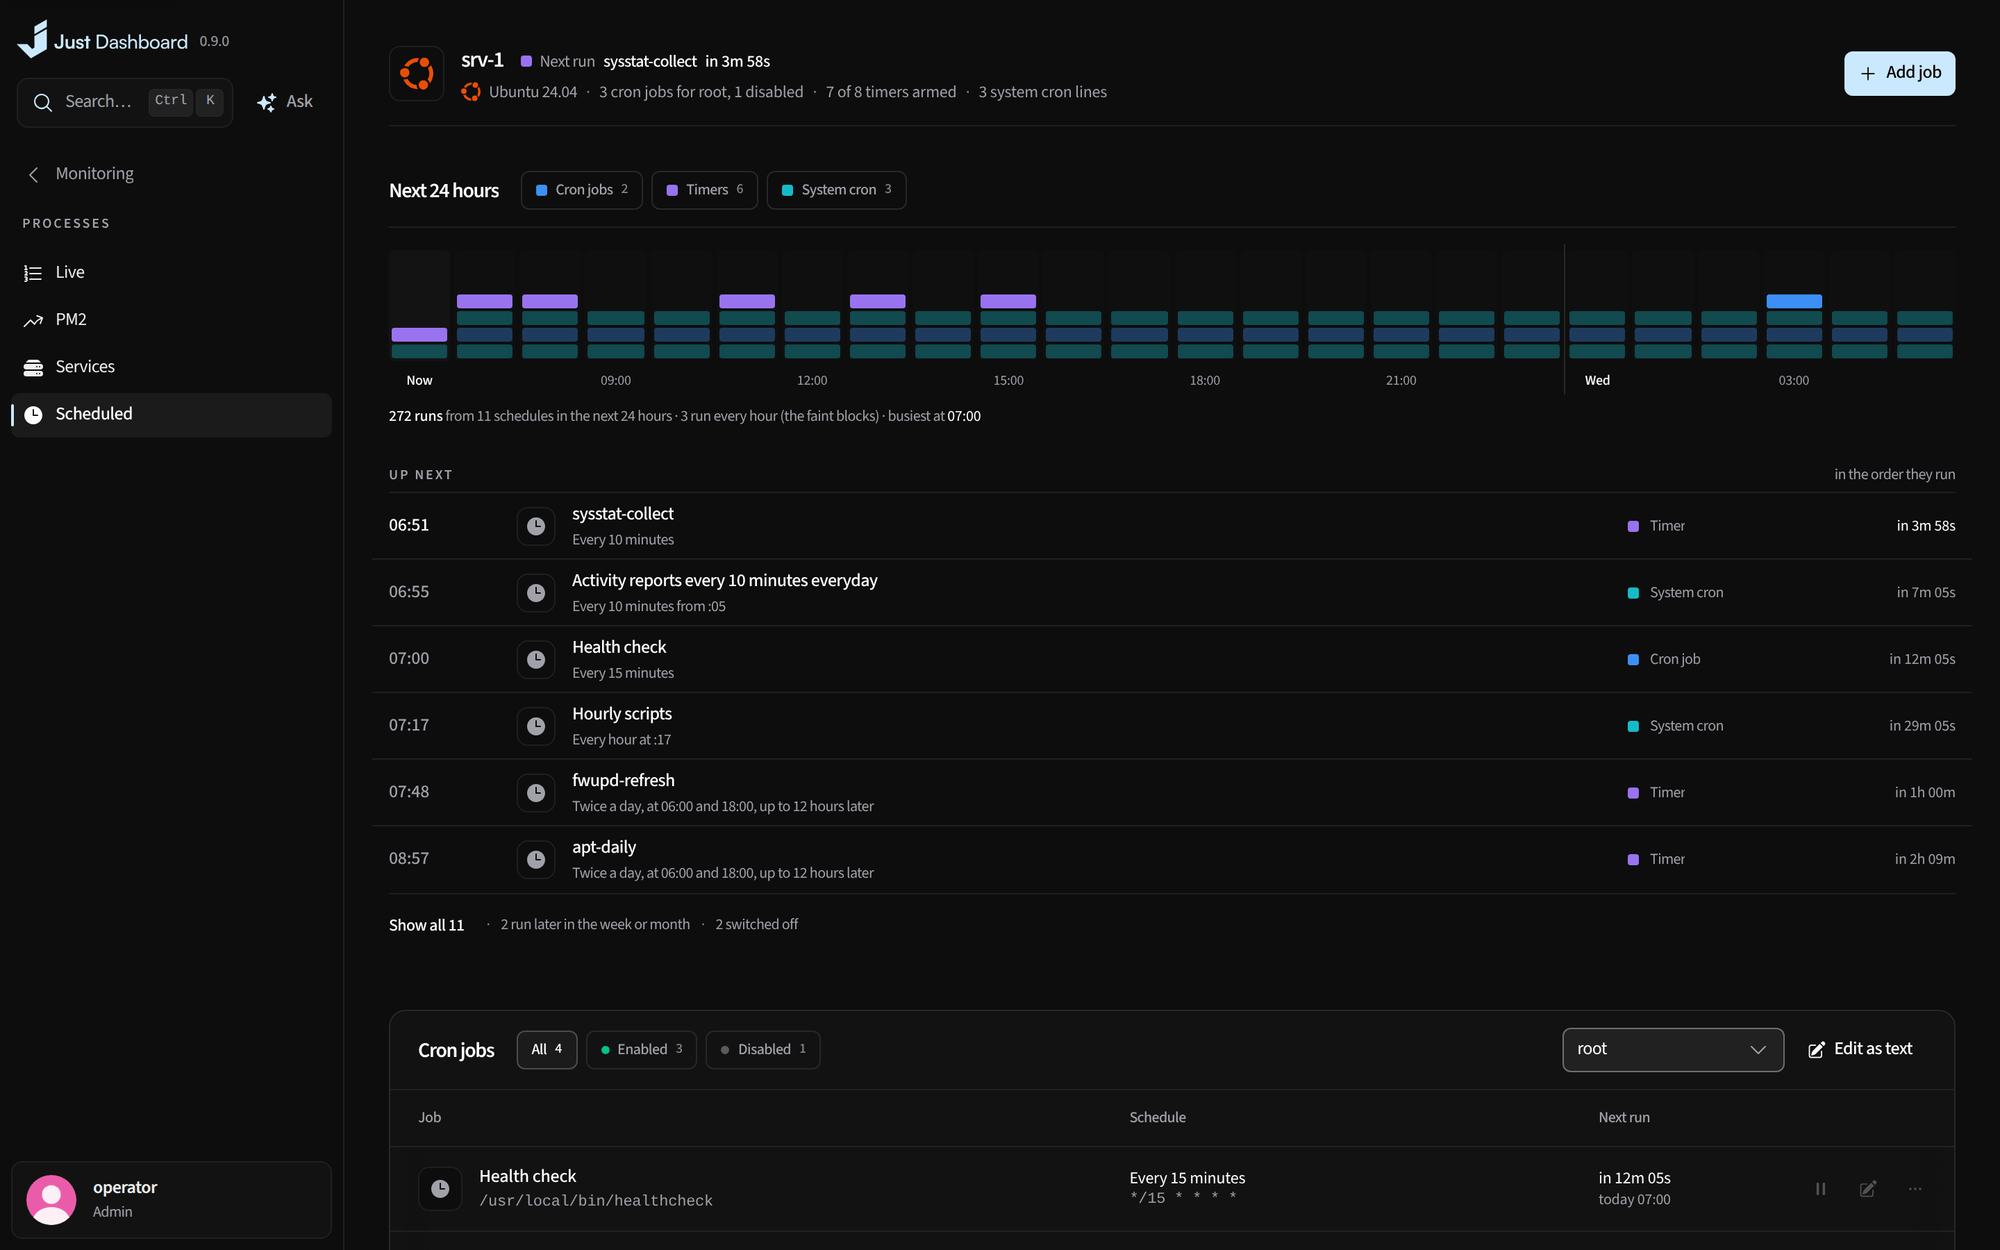 Just Dashboard 0.9.0
Search... Ctrl K
Ask
Monitoring
PROCESSES
Live
PM2
Services
Scheduled
operator
Admin
srv-1 Next run sysstat-collect in 3m 58s
Ubuntu 24.04 · 3 cron jobs for root, 1 disabled · 7 of 8 timers armed · 3 system cron lines
Add job
Next 24 hours Cron jobs 2 Timers 6 System cron 3
Now 09:00 12:00 15:00 18:00 21:00 Wed 03:00
272 runs from 11 schedules in the next 24 hours · 3 run every hour (the faint blocks) · busiest at 07:00
UP NEXT in the order they run
06:51 sysstat-collect Timer in 3m 58s
Every 10 minutes
06:55 Activity reports every 10 minutes everyday System cron in 7m 05s
Every 10 minutes from :05
07:00 Health check Cron job in 12m 05s
Every 15 minutes
07:17 Hourly scripts System cron in 29m 05s
Every hour at :17
07:48 fwupd-refresh Timer in 1h 00m
Twice a day, at 06:00 and 18:00, up to 12 hours later
08:57 apt-daily Timer in 2h 09m
Twice a day, at 06:00 and 18:00, up to 12 hours later
Show all 11 · 2 run later in the week or month · 2 switched off
Cron jobs All 4 Enabled 3 Disabled 1 root Edit as text
Job Schedule Next run
Health check Every 15 minutes in 12m 05s
/usr/local/bin/healthcheck */15 * * * * today 07:00